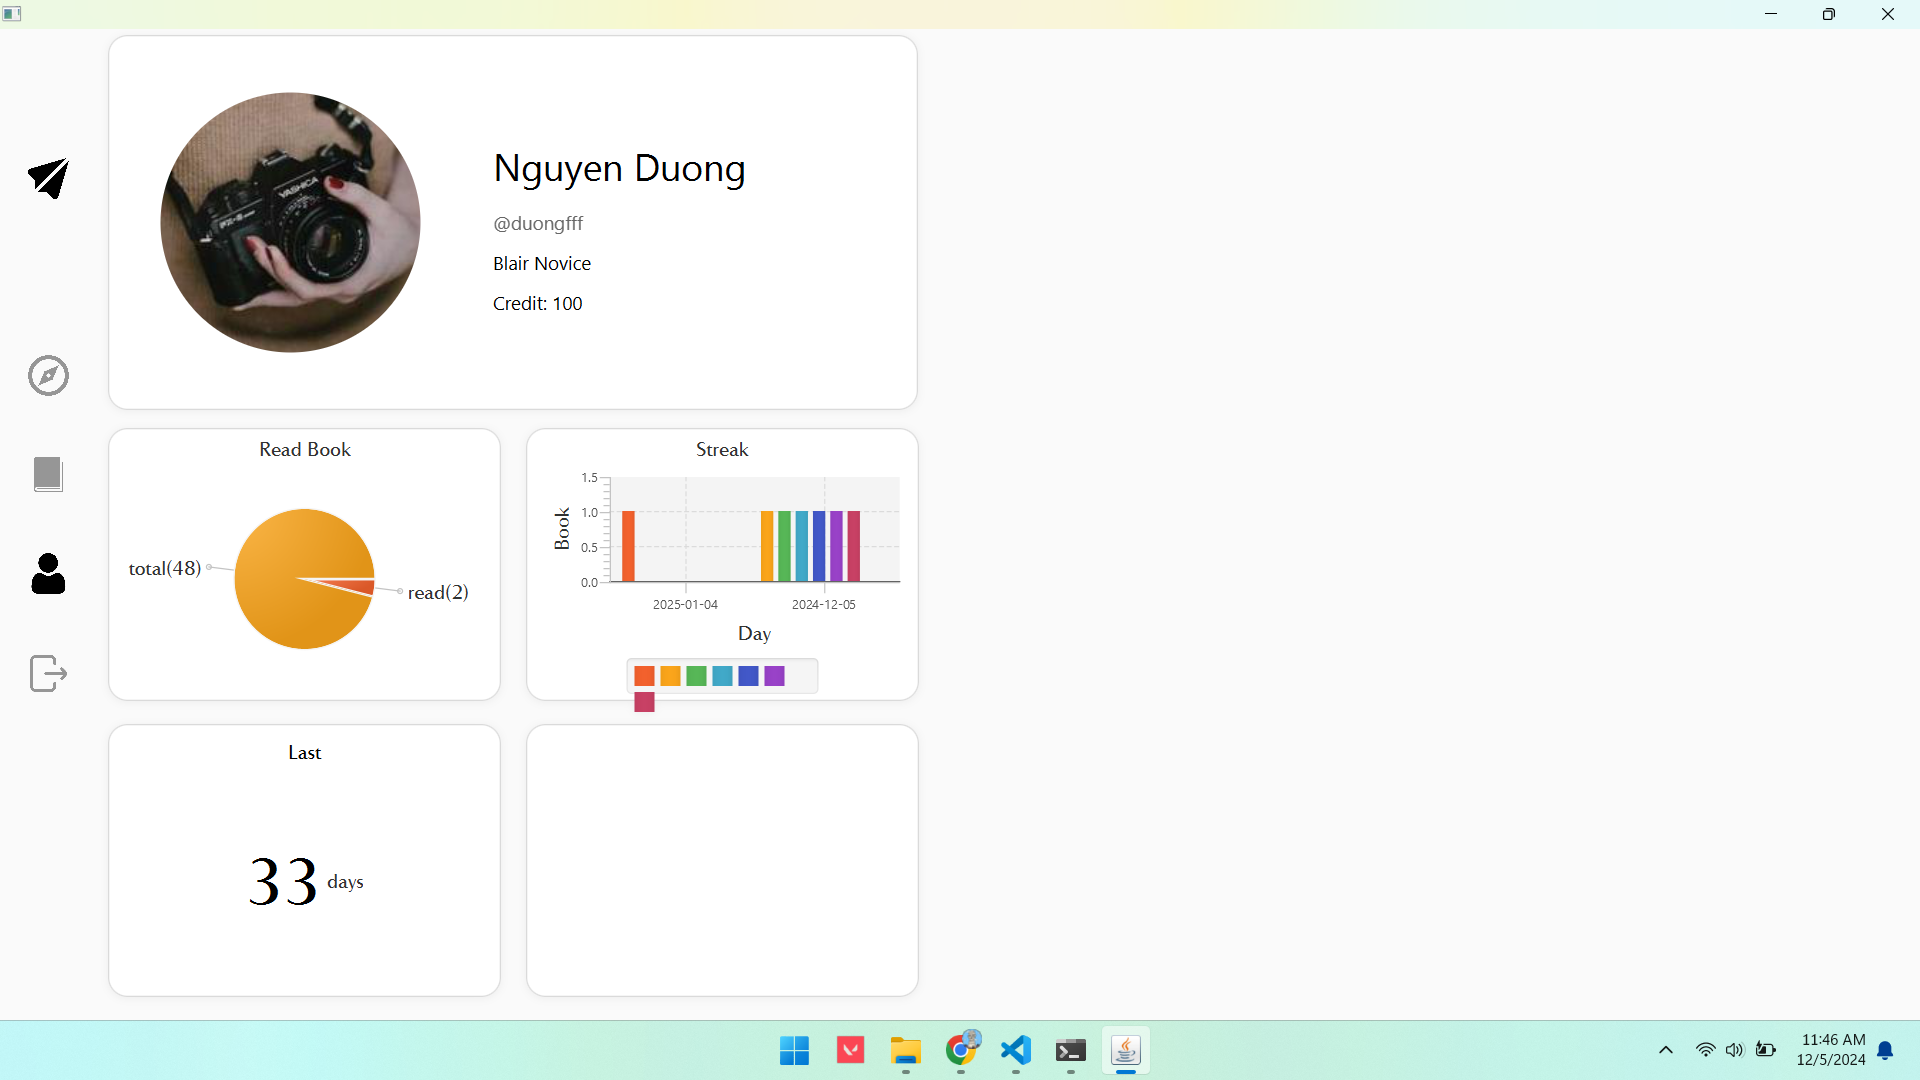 Nguyen Duong
@duongfff
Blair Novice
Credit: 100
YASHICA
Read Book
total(48)
read(2)
Streak
1.5
1.0
0.5
0.0
Book
2025-01-04
2024-12-05
Day
Last
33 days
11:46 AM
12/5/2024